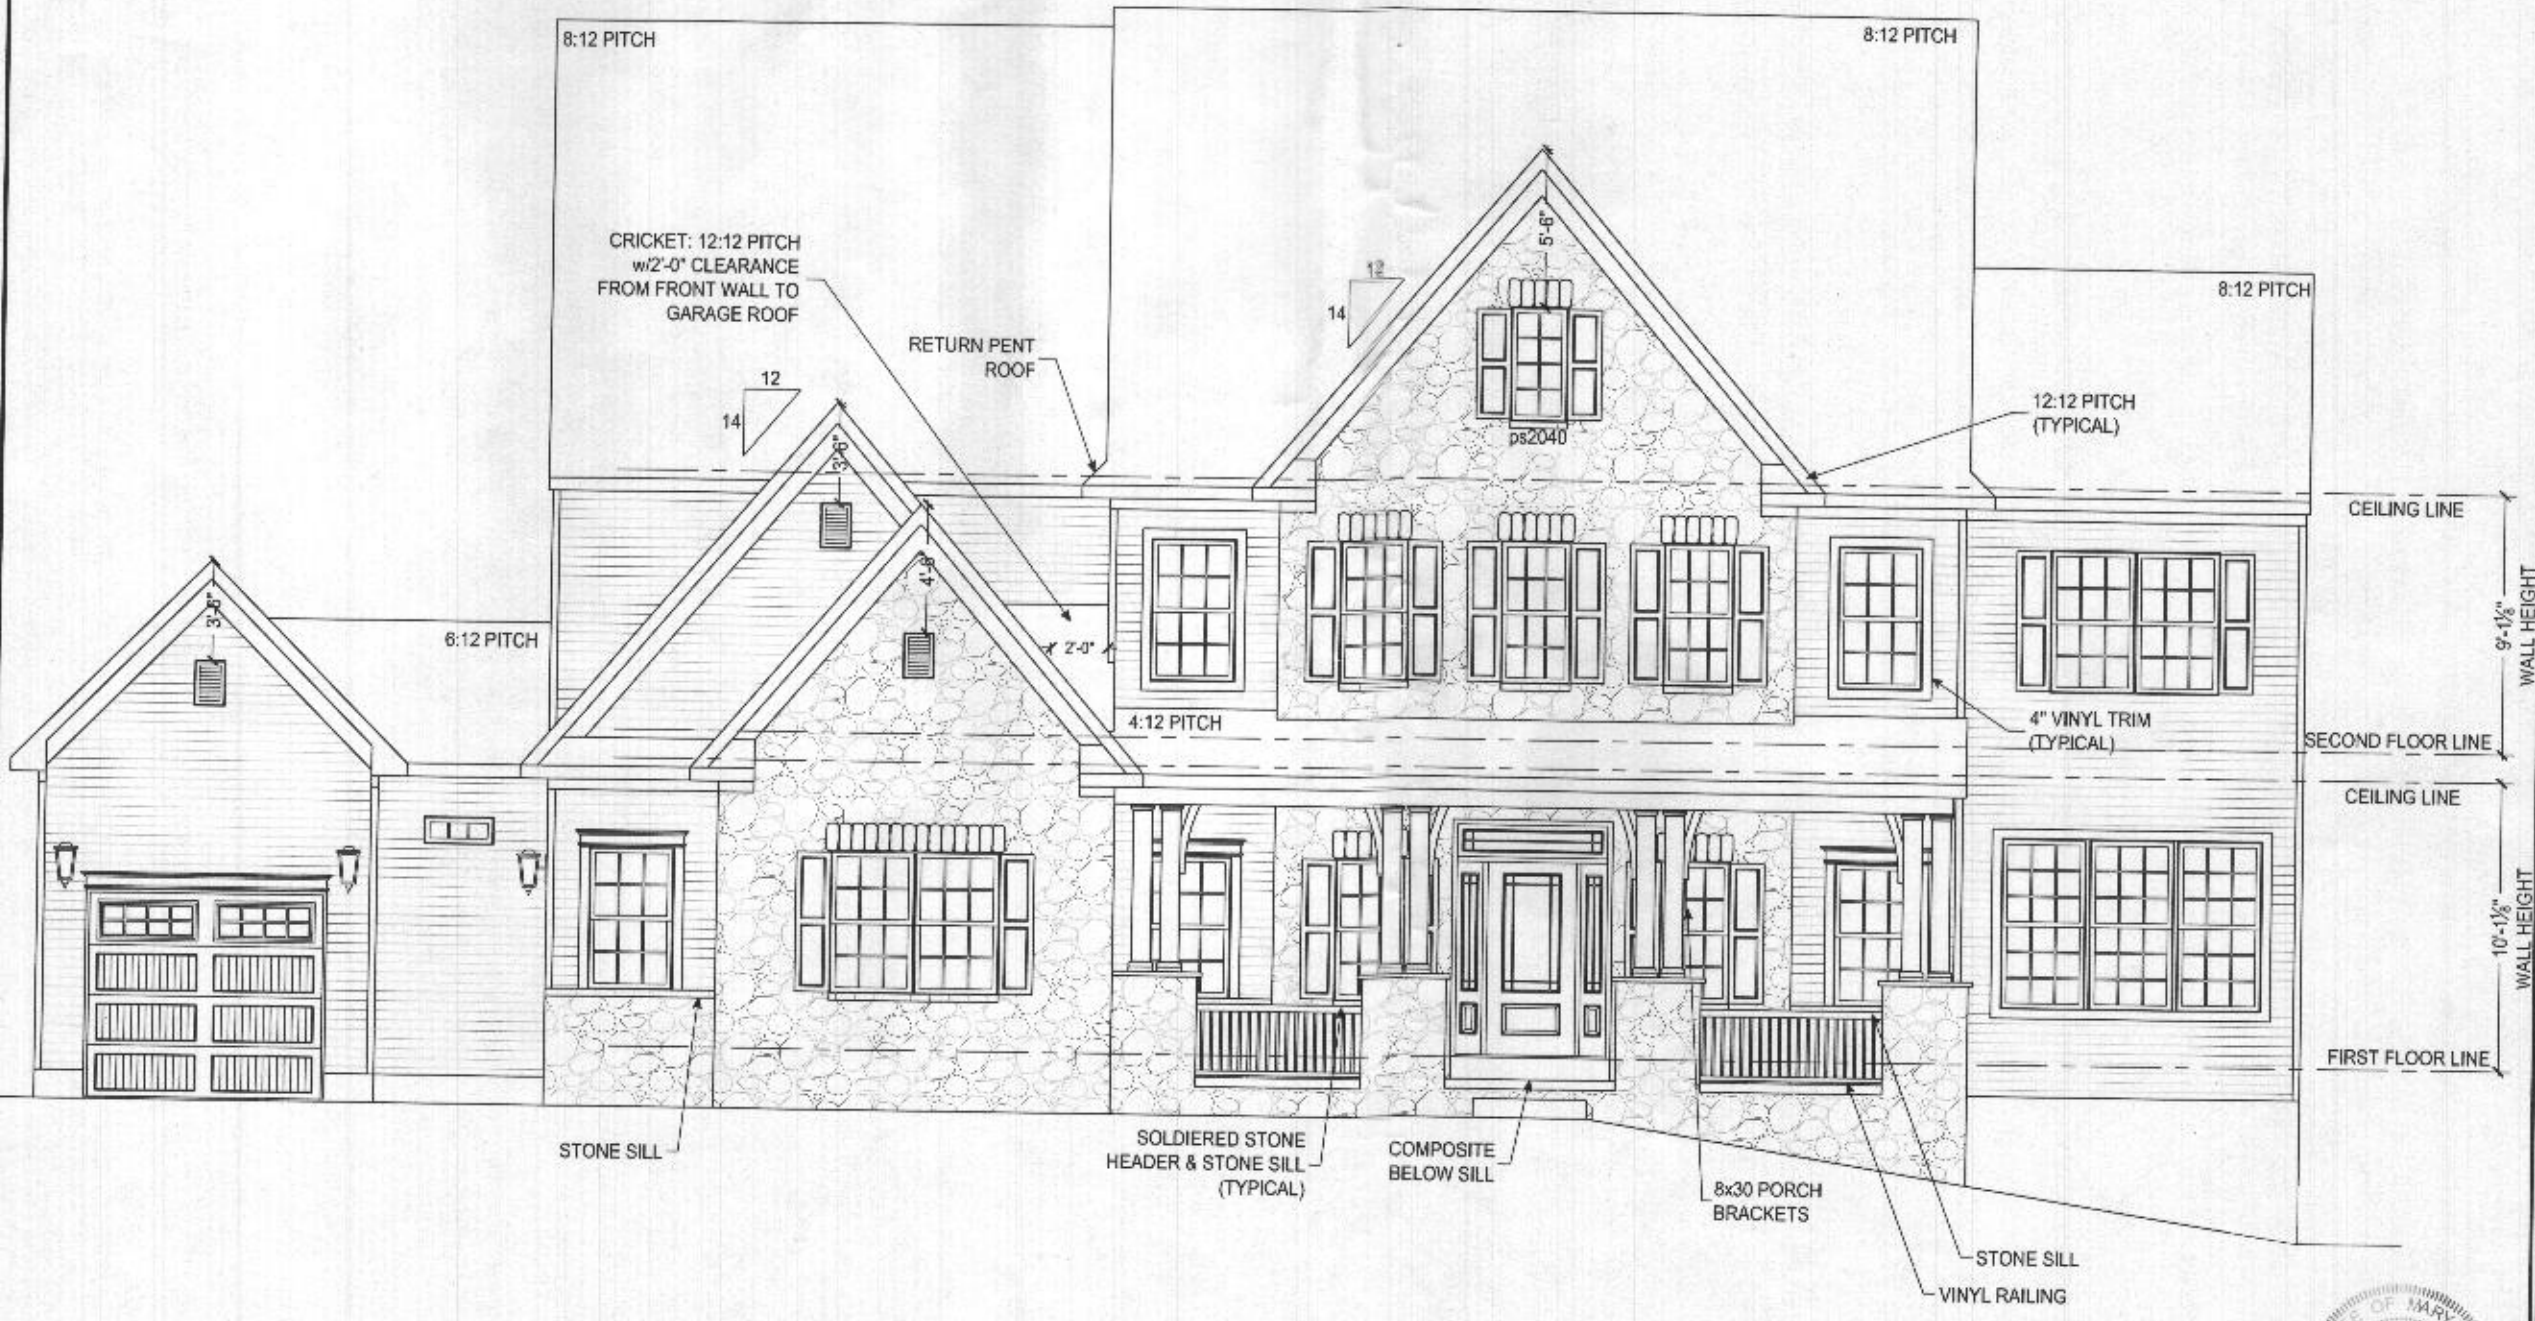 8:12 PITCH
8:12 PITCH
CRICKET: 12:12 PITCH
w/2'-0" CLEARANCE
FROM FRONT WALL TO
GARAGE ROOF
RETURN PENT
ROOF
12
14
5'-6"
8:12 PITCH
12
14
12:12 PITCH
(TYPICAL)
ps2040
3'-6"
CEILING LINE
4'-6"
3'-6"
6:12 PITCH
2'-0"
9'-1⅛"
WALL HEIGHT
4:12 PITCH
4" VINYL TRIM
(TYPICAL)
SECOND FLOOR LINE
CEILING LINE
10'-1⅛"
WALL HEIGHT
FIRST FLOOR LINE
STONE SILL
SOLDIERED STONE
HEADER & STONE SILL
(TYPICAL)
COMPOSITE
BELOW SILL
8x30 PORCH
BRACKETS
STONE SILL
VINYL RAILING
OF MARY